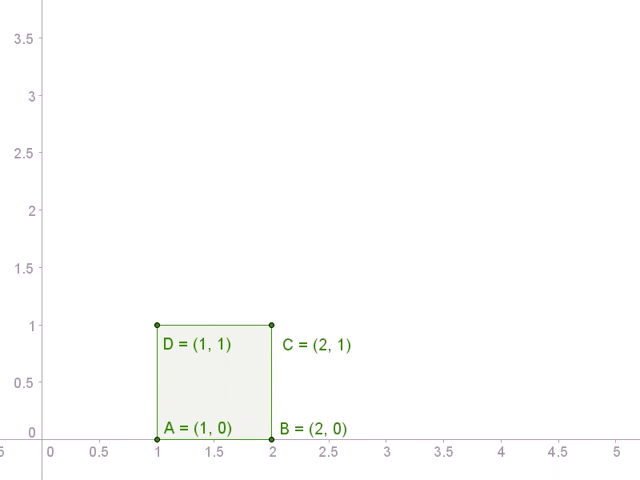 3.5
3
2.5
2
1.5
1
D = (1, 1) C = (2, 1)
0.5
A = (1, 0) B = (2, 0)
0
5 0 0.5 1 1.5 2 2.5 3 3.5 4 4.5 5